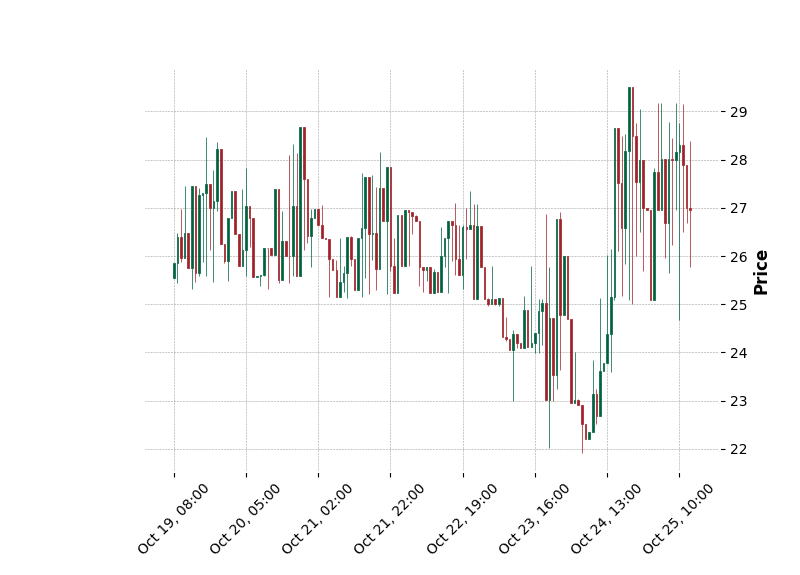 29
28
27
26
25
24
23
22
Price
Oct 19, 08:00
Oct 20, 05:00
Oct 21, 02:00
Oct 21, 22:00
Oct 22, 19:00
Oct 23, 16:00
Oct 24, 13:00
Oct 25, 10:00